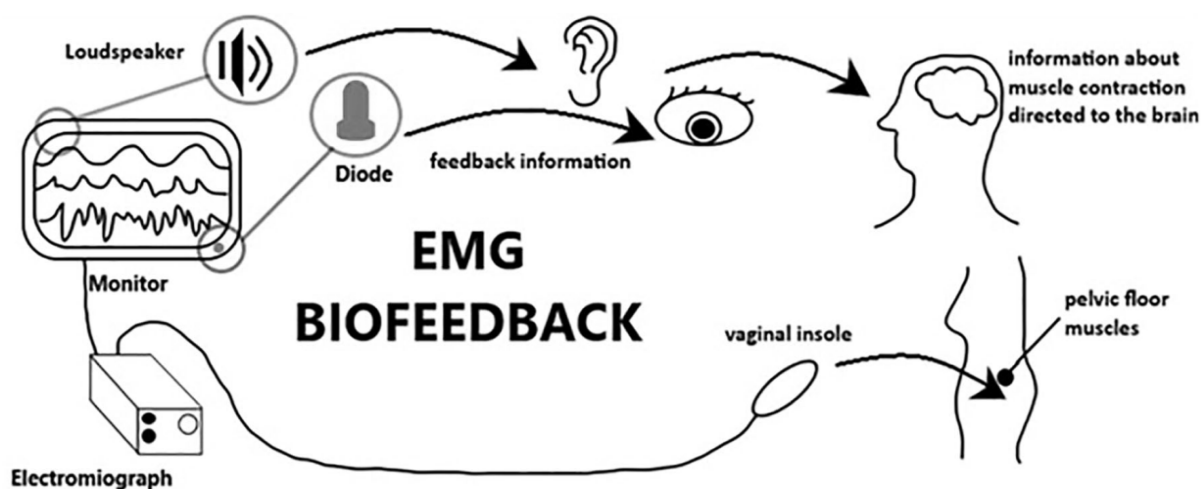 Loudspeaker
information about
muscle contraction
directed to the brain
feedback information
Diode
EMG
BIOFEEDBACK
Monitor
pelvic floor
muscles
vaginal insole
Electromiograph